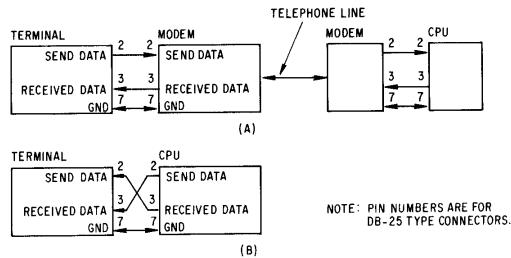 TELEPHONE LINE
TERMINAL MODEM MODEM CPU
SEND DATA 2 2 SEND DATA 2 2
RECEIVED DATA 3 3 RECEIVED DATA 3 3
GND 7 7 GND 7 7
(A)
TERMINAL CPU
SEND DATA 2 2 SEND DATA
RECEIVED DATA 3 3 RECEIVED DATA
GND 7 7 GND
(B)
NOTE: PIN NUMBERS ARE FOR
DB-25 TYPE CONNECTORS.